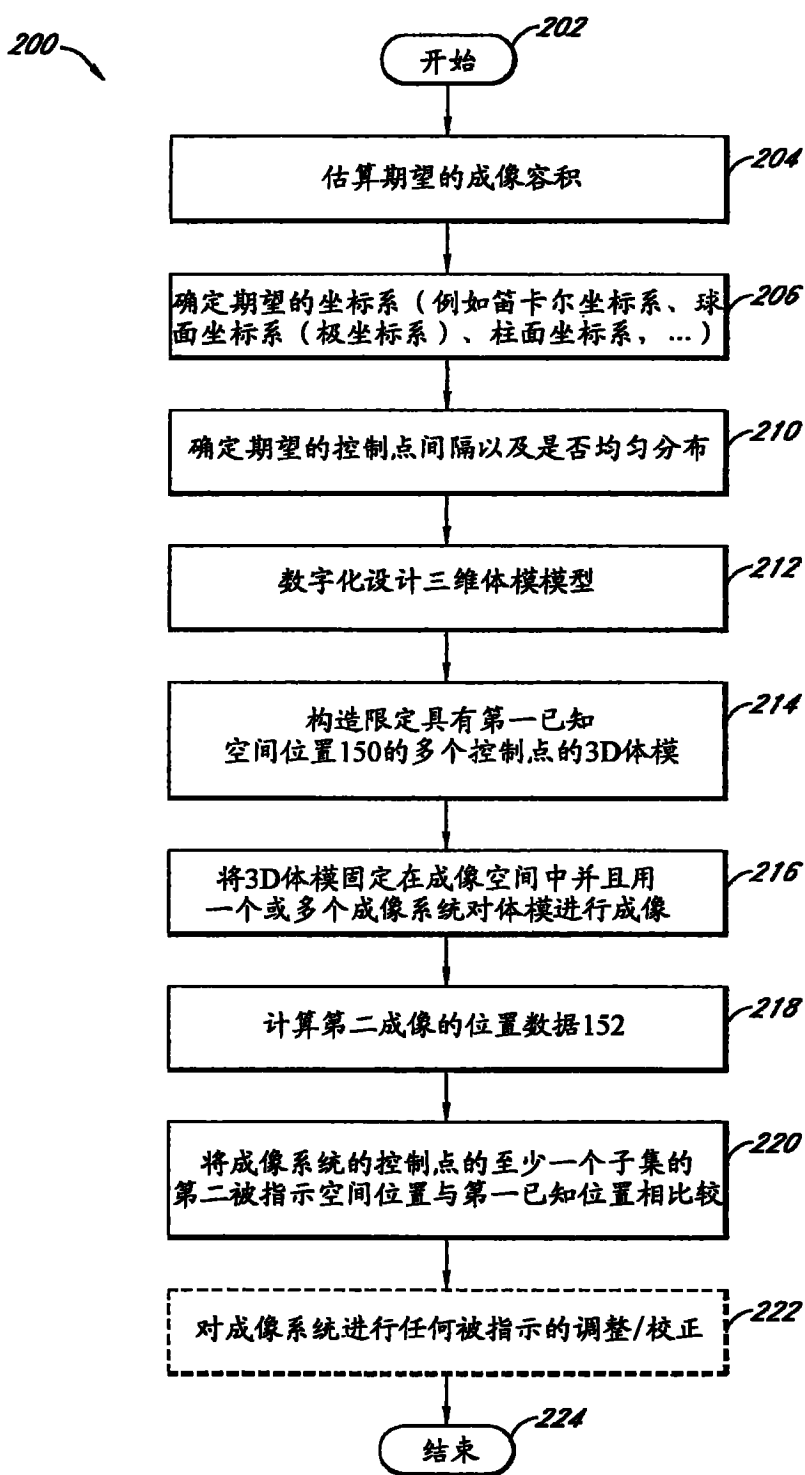 200
202
开始
204
估算期望的成像容积
206
确定期望的坐标系（例如笛卡尔坐标系、球
面坐标系（极坐标系）、柱面坐标系，...）
210
确定期望的控制点间隔以及是否均匀分布
212
数字化设计三维体模模型
214
构造限定具有第一已知
空间位置150的多个控制点的3D体模
216
将3D体模固定在成像空间中并且用
一个或多个成像系统对体模进行成像
218
计算第二成像的位置数据152
220
将成像系统的控制点的至少一个子集的
第二被指示空间位置与第一已知位置相比较
222
对成像系统进行任何被指示的调整/校正
224
结束